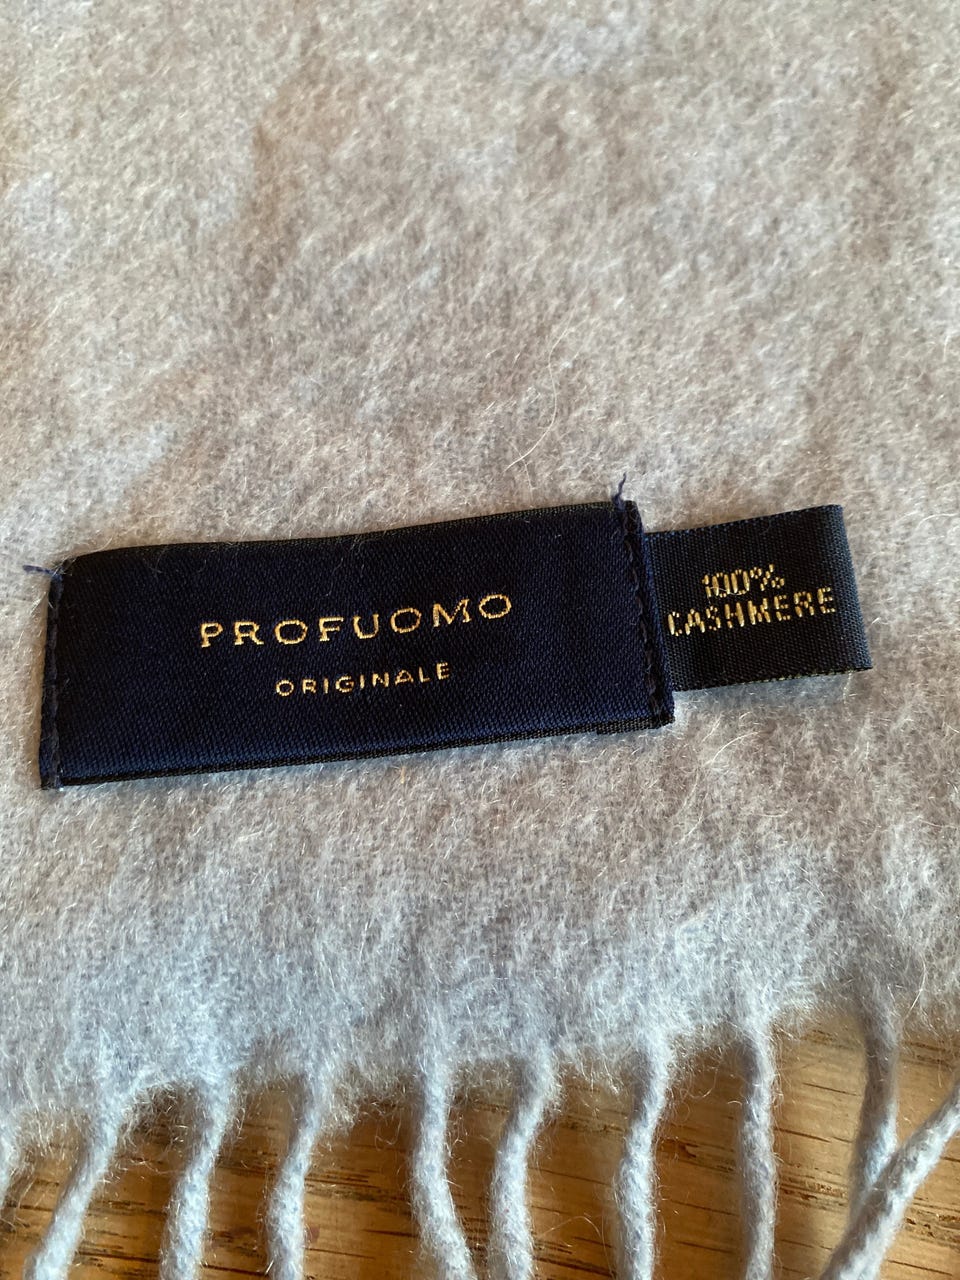 PROFUOMO
ORIGINALE
100%
CASHMERE